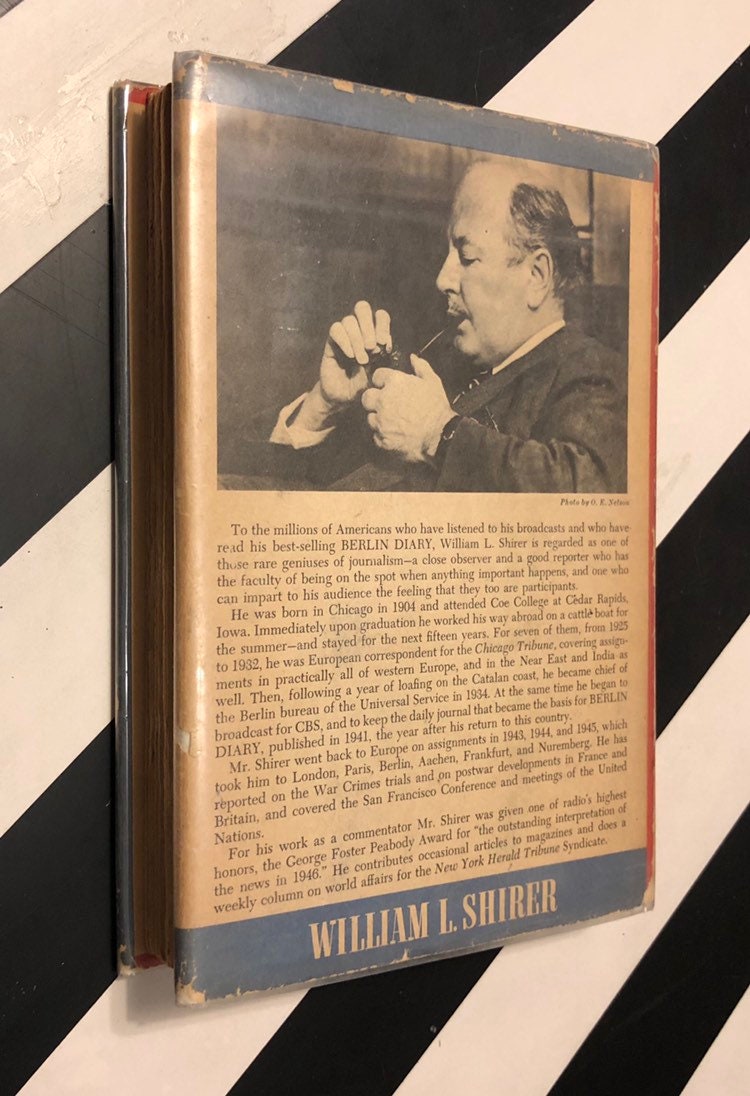 Photo by O. E. Nelson
To the millions of Americans who have listened to his broadcasts and who have
read his best-selling BERLIN DIARY, William L. Shirer is regarded as one of
those rare geniuses of journalism—a close observer and a good reporter who has
the faculty of being on the spot when anything important happens, and one who
can impart to his audience the feeling that they too are participants.
He was born in Chicago in 1904 and attended Coe College at Cedar Rapids,
Iowa. Immediately upon graduation he worked his way abroad on a cattle boat for
the summer—and stayed for the next fifteen years. For seven of them, from 1925
to 1932, he was European correspondent for the Chicago Tribune, covering assign-
ments in practically all of western Europe, and in the Near East and India as
well. Then, following a year of loafing on the Catalan coast, he became chief of
the Berlin bureau of the Universal Service in 1934. At the same time he began to
broadcast for CBS, and to keep the daily journal that became the basis for BERLIN
DIARY, published in 1941, the year after his return to this country.
Mr. Shirer went back to Europe on assignments in 1943, 1944, and 1945, which
took him to London, Paris, Berlin, Aachen, Frankfurt, and Nuremberg. He has
reported on the War Crimes trials and on postwar developments in France and
Britain, and covered the San Francisco Conference and meetings of the United
Nations.
For his work as a commentator Mr. Shirer was given one of radio's highest
honors, the George Foster Peabody Award for "the outstanding interpretation of
the news in 1946." He contributes occasional articles to magazines and does a
weekly column on world affairs for the New York Herald Tribune Syndicate.
WILLIAM L. SHIRER